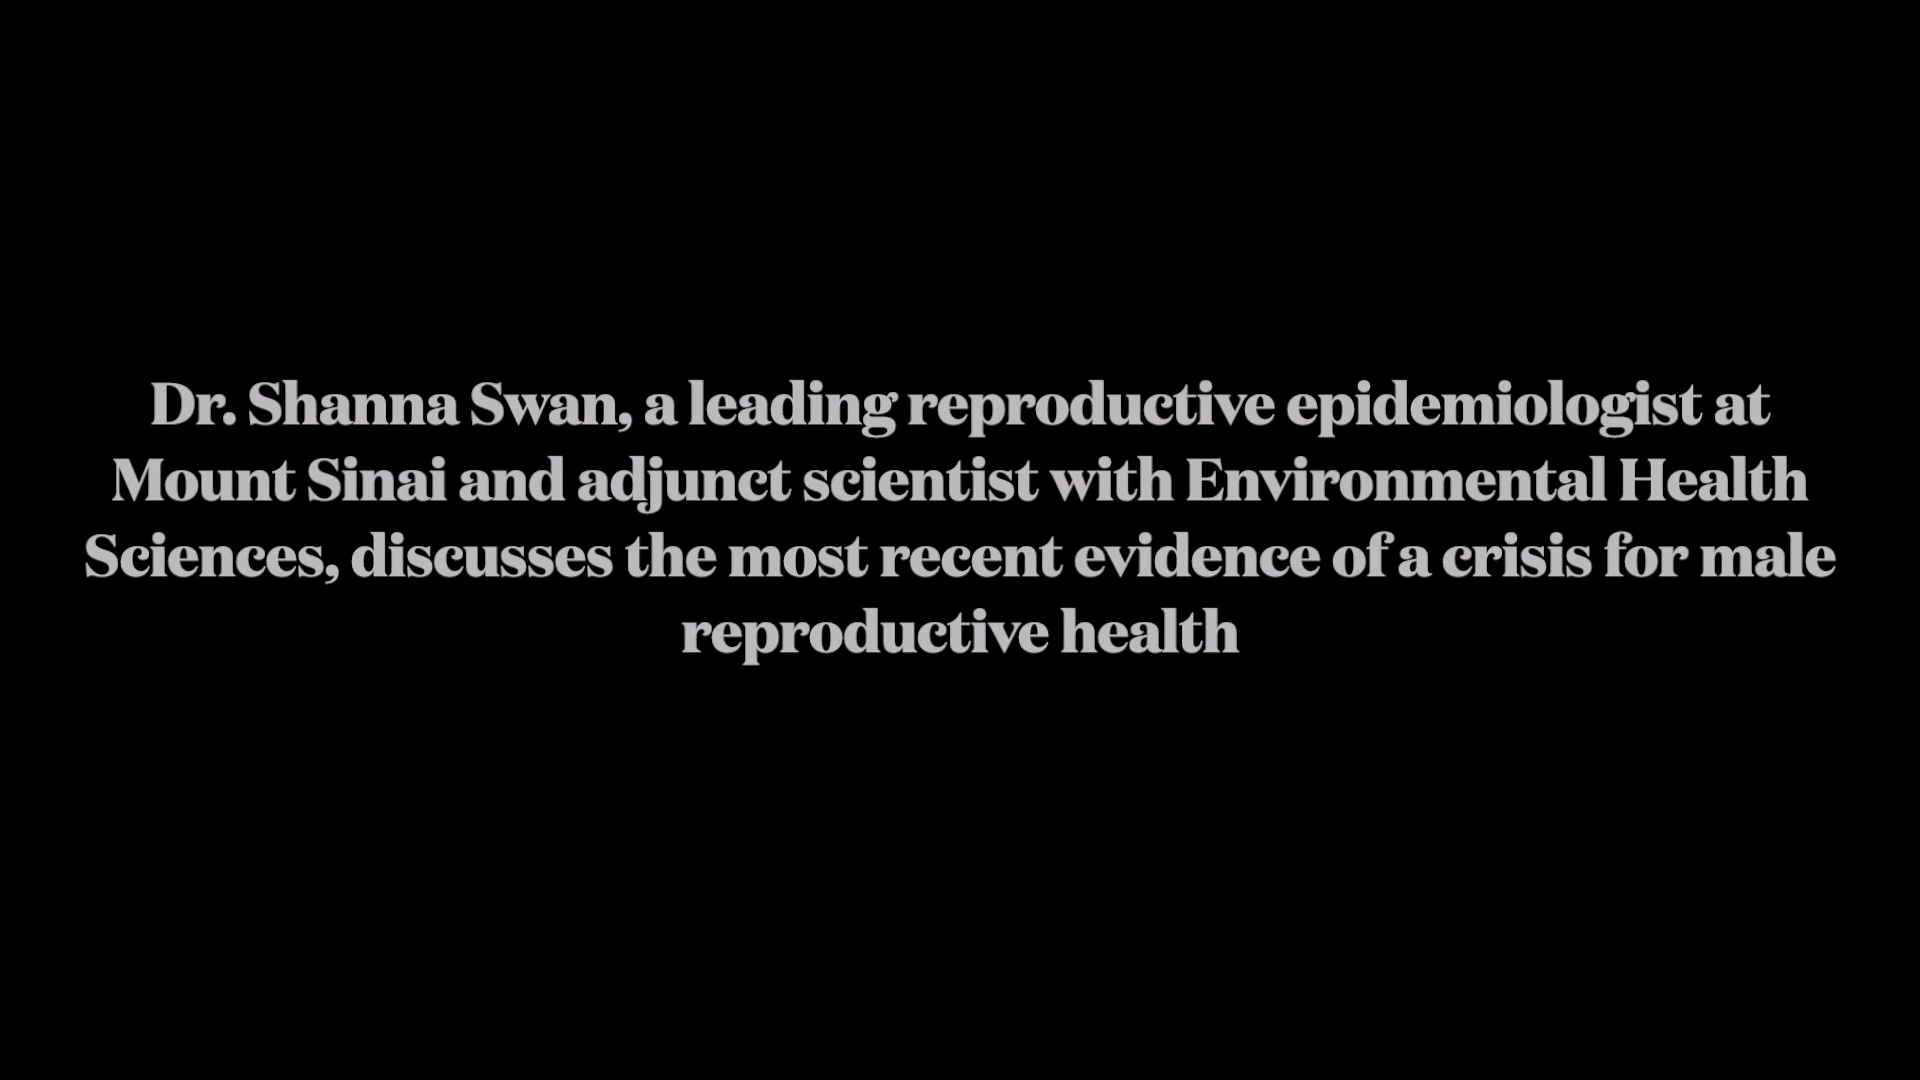 Dr. Shanna Swan, a leading reproductive epidemiologist at
Mount Sinai and adjunct scientist with Environmental Health
Sciences, discusses the most recent evidence of a crisis for male
reproductive health